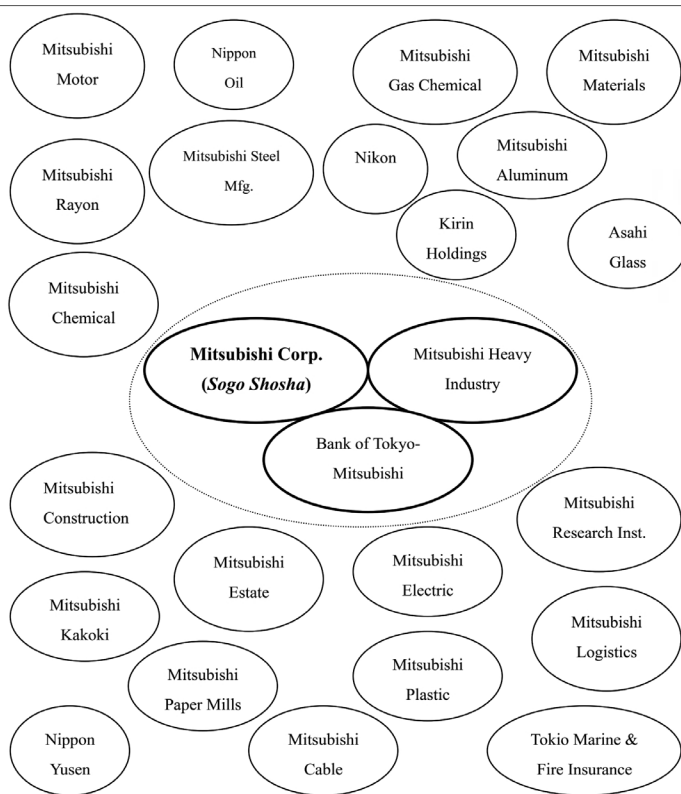 Mitsubishi
Motor
Nippon
Oil
Mitsubishi
Gas Chemical
Mitsubishi
Materials
Mitsubishi
Rayon
Mitsubishi Steel
Mfg.
Nikon
Mitsubishi
Aluminum
Kirin
Holdings
Asahi
Glass
Mitsubishi
Chemical
Mitsubishi Corp.
(Sogo Shosha)
Mitsubishi Heavy
Industry
Bank of Tokyo-
Mitsubishi
Mitsubishi
Construction
Mitsubishi
Research Inst.
Mitsubishi
Estate
Mitsubishi
Electric
Mitsubishi
Kakoki
Mitsubishi
Logistics
Mitsubishi
Paper Mills
Mitsubishi
Plastic
Nippon
Yusen
Mitsubishi
Cable
Tokio Marine &
Fire Insurance